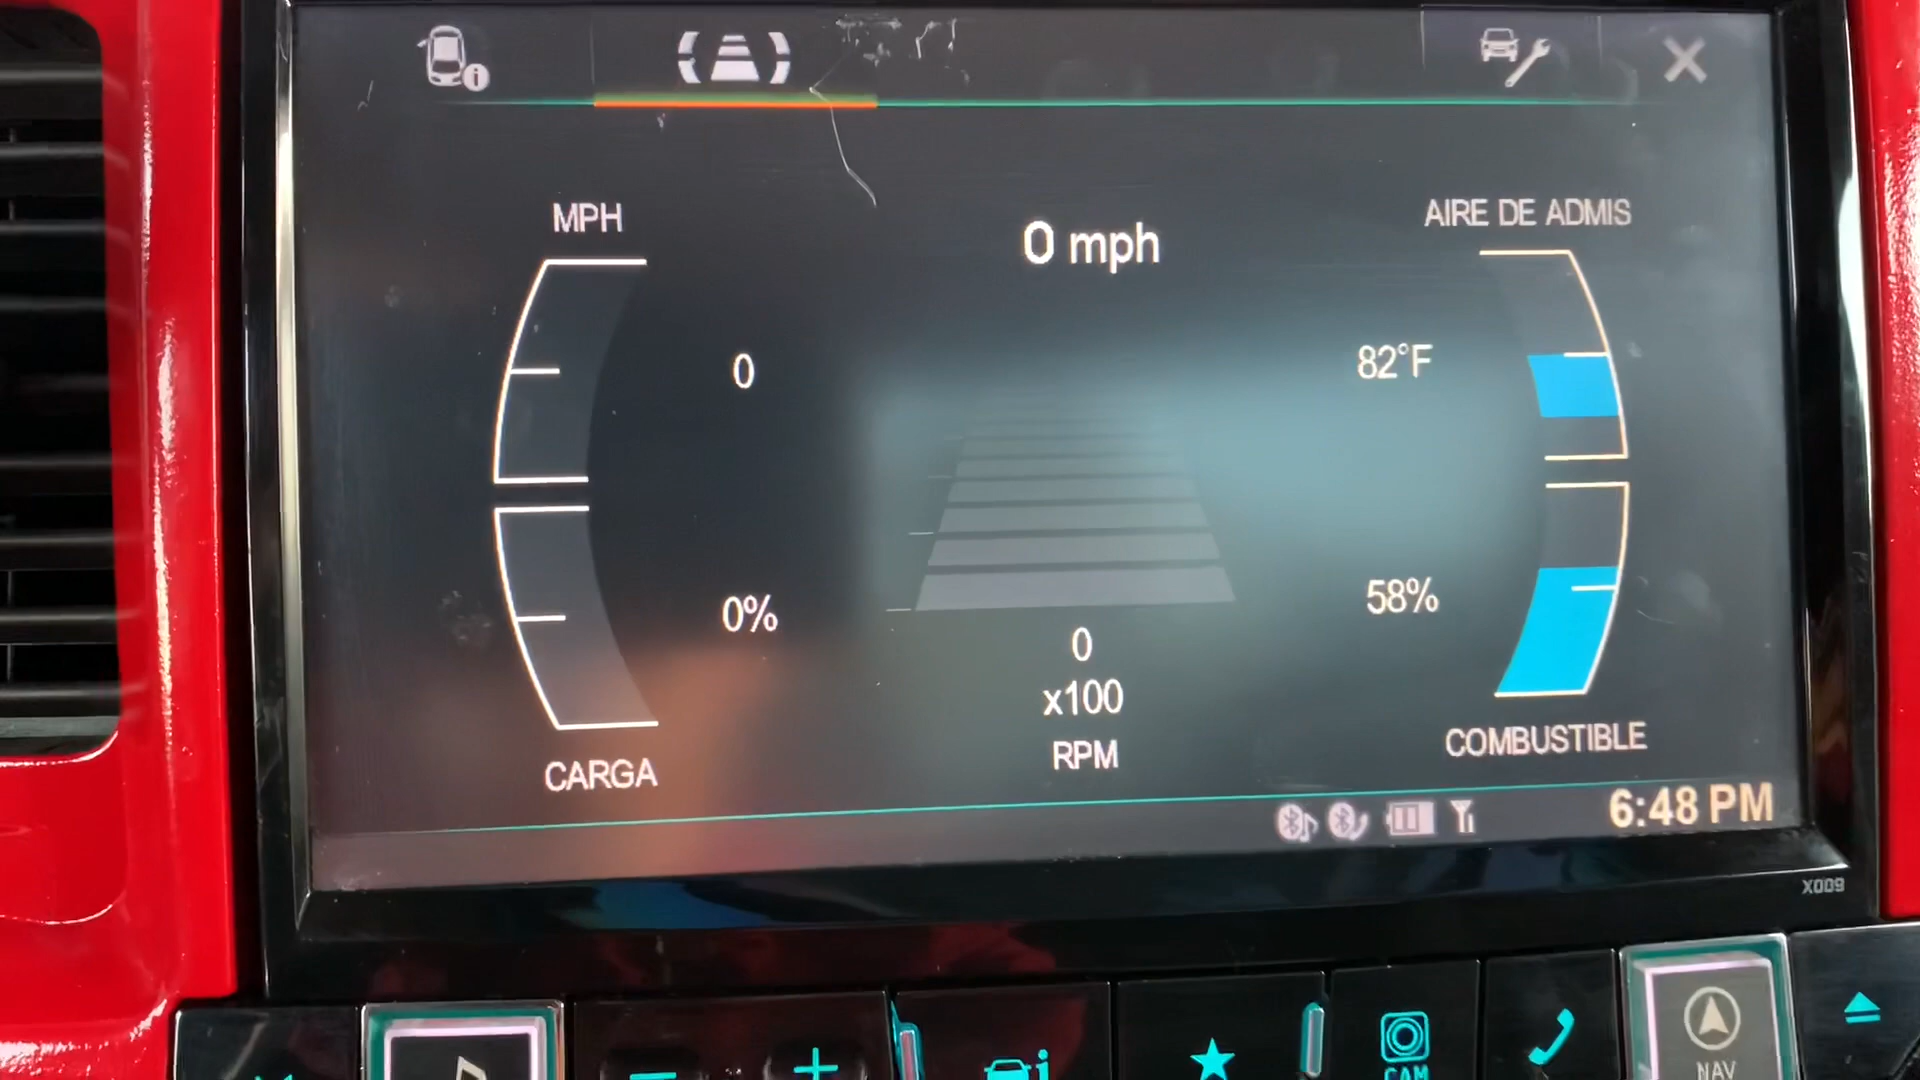 MPH
0 mph
AIRE DE ADMIS
0
82°F
0%
58%
0
x100
RPM
CARGA
COMBUSTIBLE
6:48 PM
X009
CAM
NAV